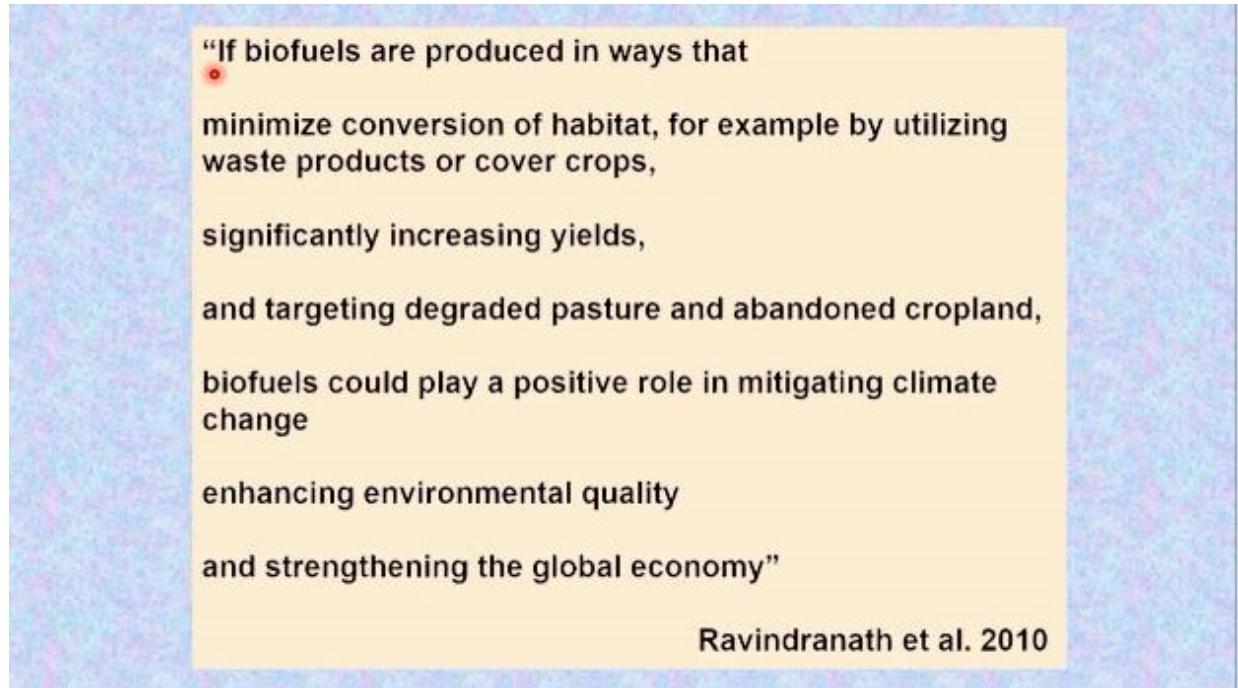 “If biofuels are produced in ways that
minimize conversion of habitat, for example by utilizing
waste products or cover crops,
significantly increasing yields,
and targeting degraded pasture and abandoned cropland,
biofuels could play a positive role in mitigating climate
change
enhancing environmental quality
and strengthening the global economy”
Ravindranath et al. 2010